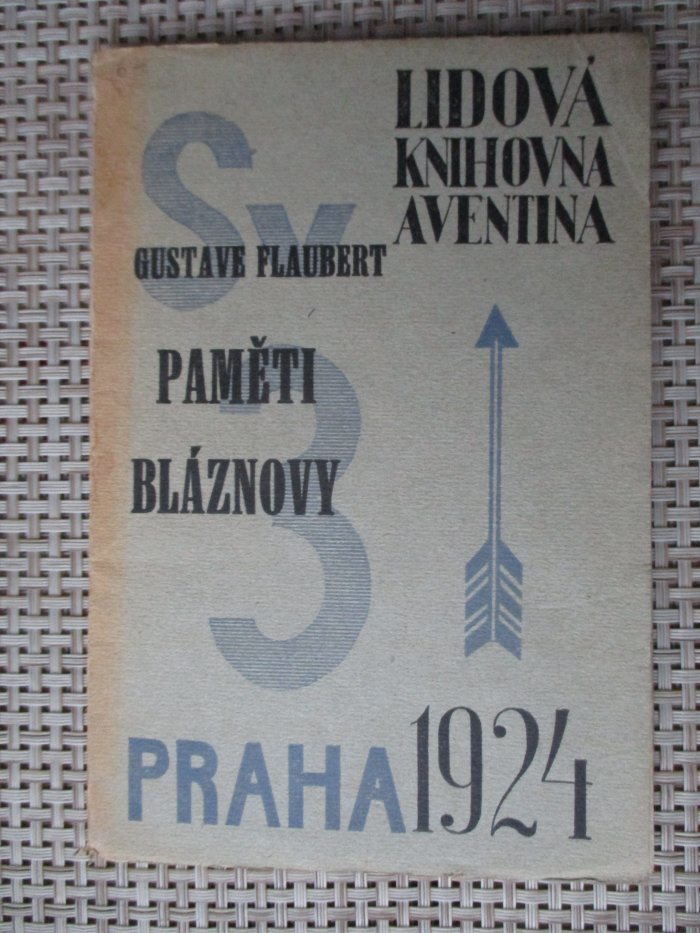 LIDOVÁ
KNIHOVNA
AVENTINA
Sv
GUSTAVE FLAUBERT
PAMĚTI
3
BLÁZNOVY
PRAHA 1924